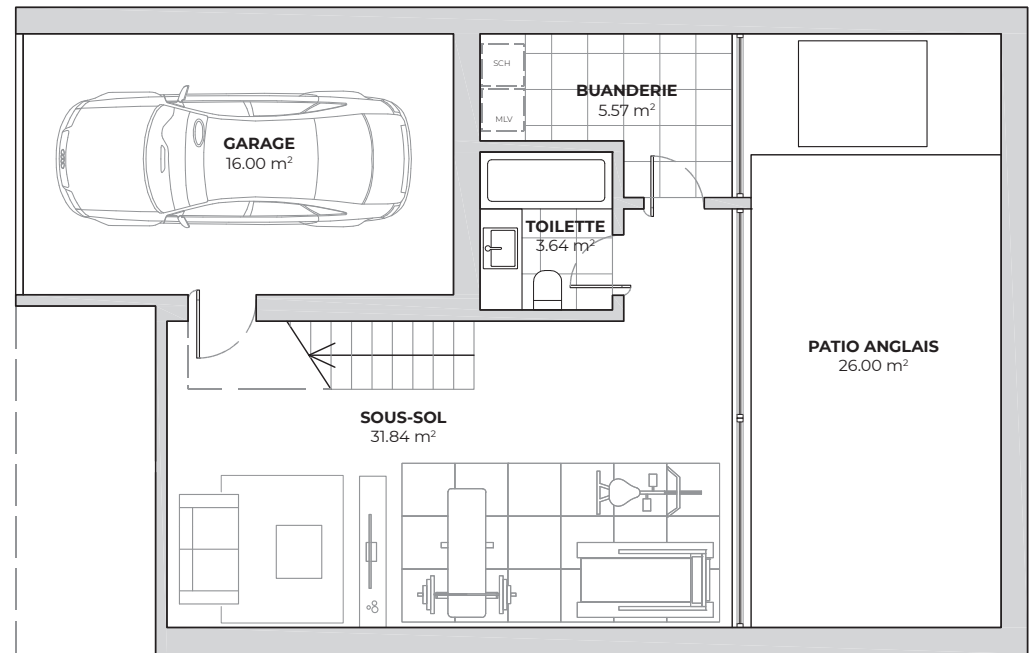 SCH
BUANDERIE
5.57 m²
MLV
GARAGE
16.00 m²
TOILETTE
3.64 m²
PATIO ANGLAIS
26.00 m²
SOUS-SOL
31.84 m²